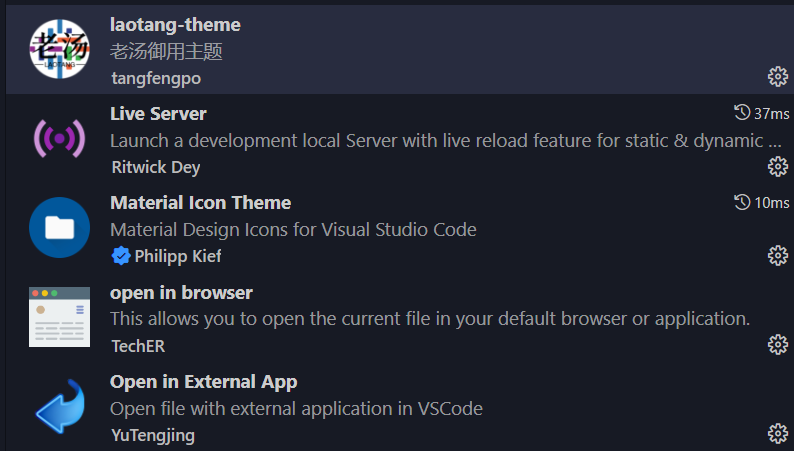 laotang-theme
老汤御用主题
tangfengpo
老汤
LAOTANG
Live Server
37ms
Launch a development local Server with live reload feature for static & dynamic ...
Ritwick Dey
Material Icon Theme
10ms
Material Design Icons for Visual Studio Code
Philipp Kief
open in browser
This allows you to open the current file in your default browser or application.
TechER
Open in External App
Open file with external application in VSCode
YuTengjing